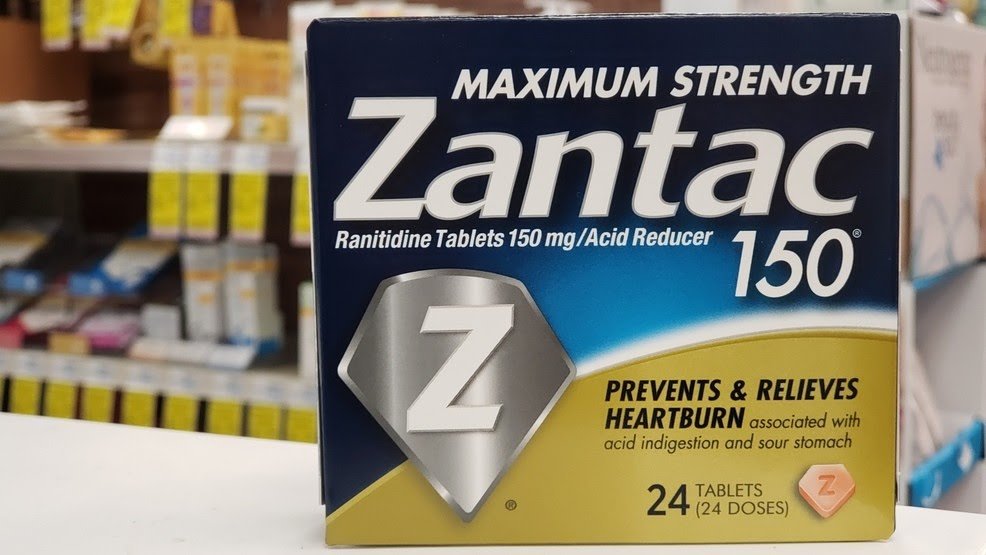 MAXIMUM STRENGTH
Zantac
Ranitidine Tablets 150 mg/Acid Reducer
150®
Z
®
PREVENTS & RELIEVES
HEARTBURN associated with
acid indigestion and sour stomach
24 TABLETS
(24 DOSES)
Z